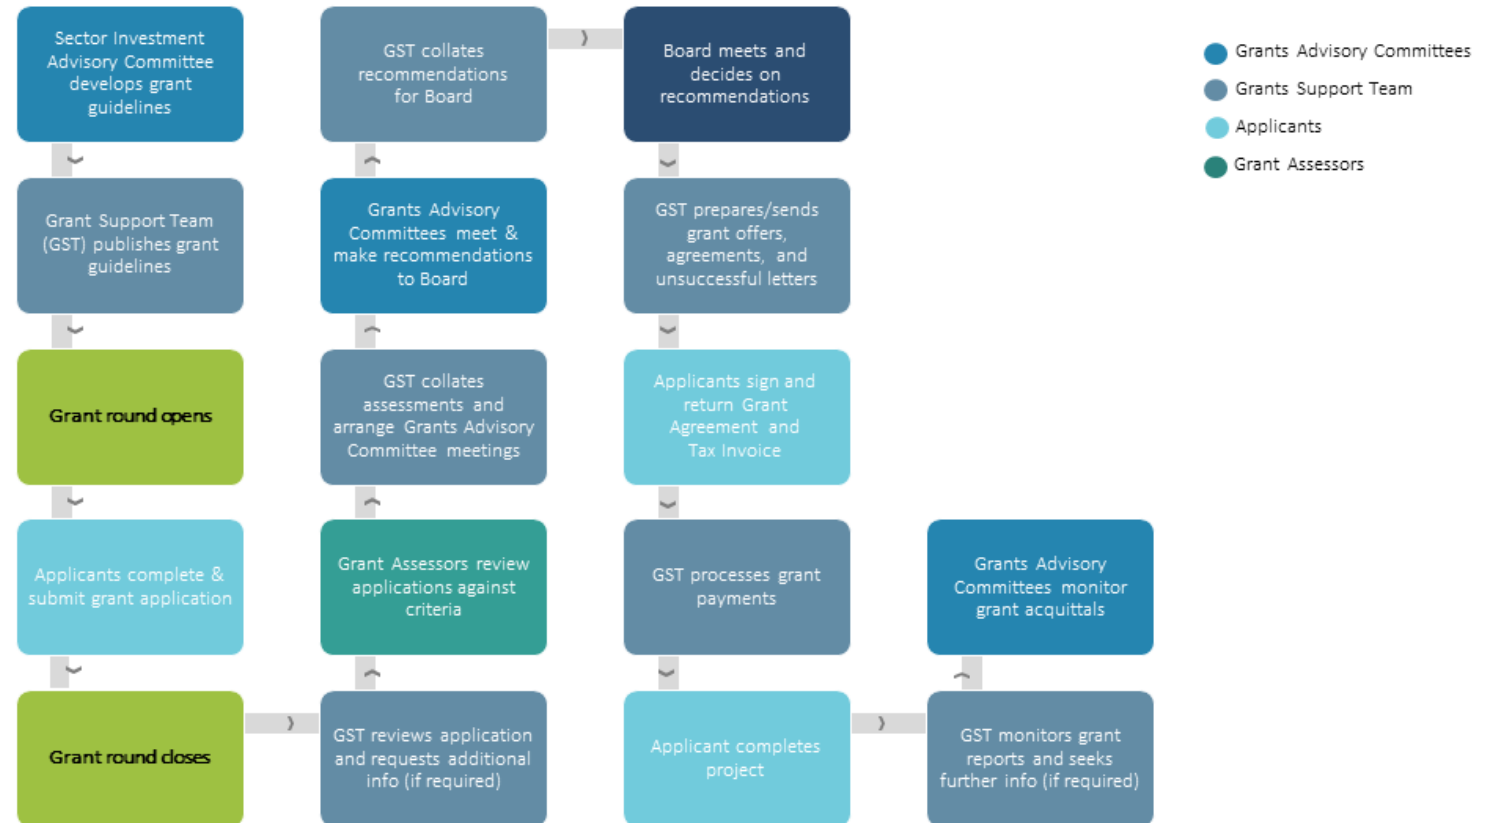 Sector Investment
Advisory Committee
develops grant
guidelines
Grant Support Team
(GST) publishes grant
guidelines
Grant round opens
Applicants complete &
submit grant application
Grant round closes
GST reviews application
and requests additional
info (if required)
Grant Assessors review
applications against
criteria
GST collates
assessments and
arrange Grants Advisory
Committee meetings
Grants Advisory
Committees meet &
make recommendations
to Board
GST collates
recommendations
for Board
Board meets and
decides on
recommendations
GST prepares/sends
grant offers,
agreements, and
unsuccessful letters
Applicants sign and
return Grant
Agreement and
Tax Invoice
GST processes grant
payments
Applicant completes
project
GST monitors grant
reports and seeks
further info (if required)
Grants Advisory
Committees monitor
grant acquittals
Grants Advisory Committees
Grants Support Team
Applicants
Grant Assessors